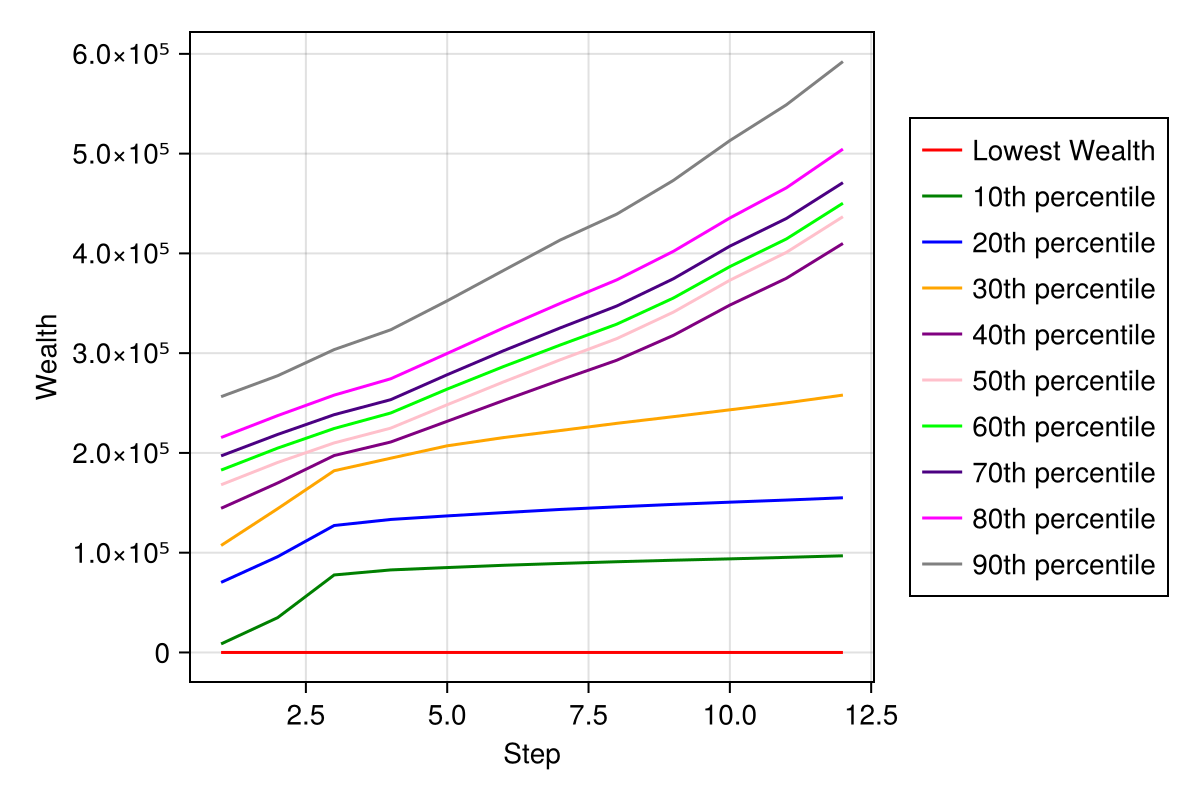 6.0×10⁵
5.0×10⁵
4.0×10⁵
3.0×10⁵
2.0×10⁵
1.0×10⁵
0
Wealth
2.5 5.0 7.5 10.0 12.5
Step
Lowest Wealth
10th percentile
20th percentile
30th percentile
40th percentile
50th percentile
60th percentile
70th percentile
80th percentile
90th percentile